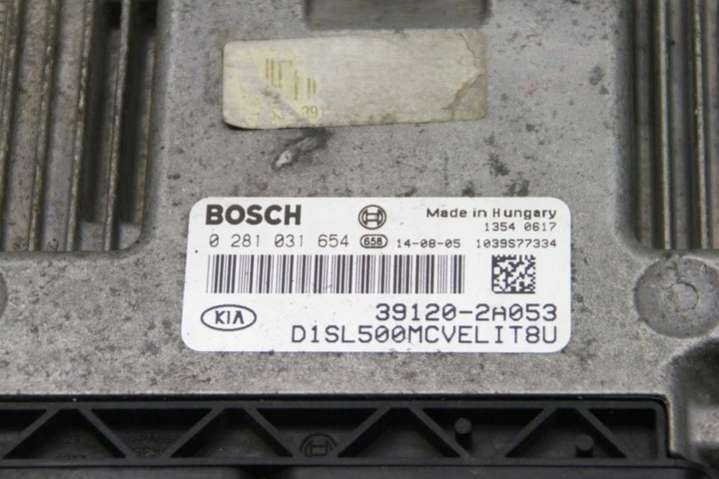 BOSCH
Made in Hungary
1354 0617
0 281 031 654 658 14-08-05 1039S77334
KIA
39120-2A053
D1SL500MCVELIT8U